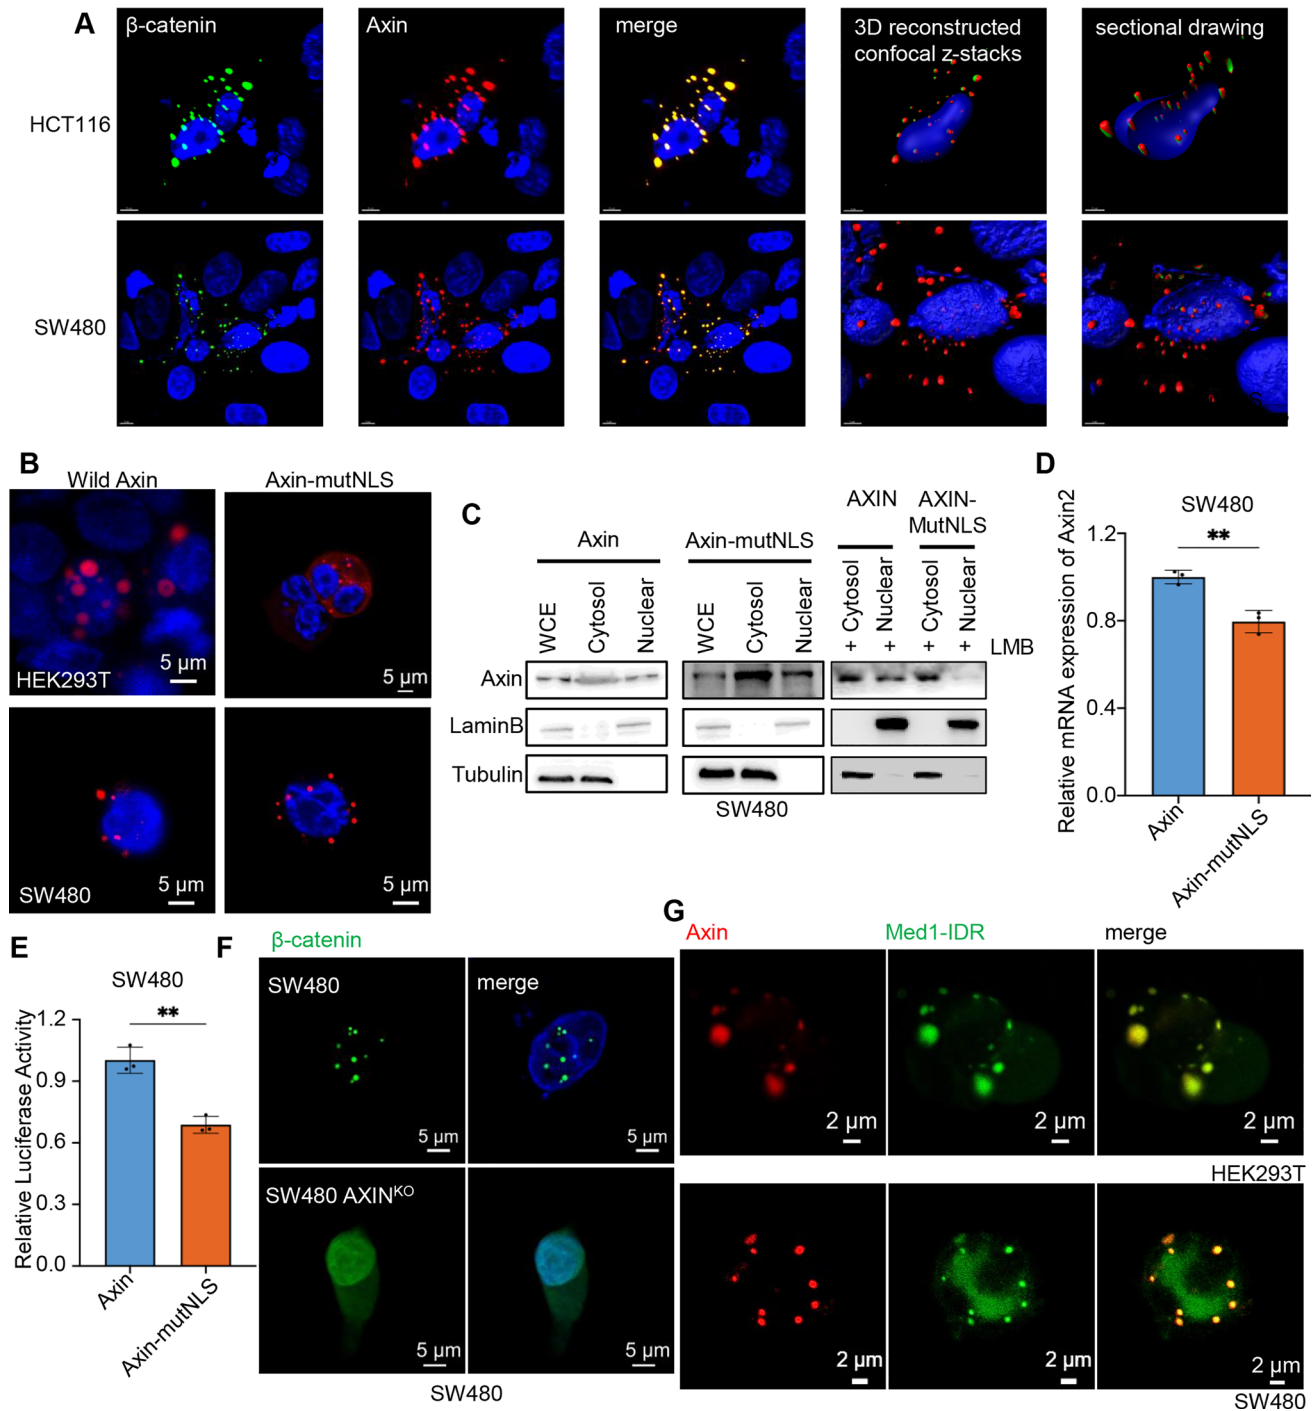 A
β-catenin
Axin
merge
3D reconstructed
confocal z-stacks
sectional drawing
HCT116
SW480
B
Wild Axin
Axin-mutNLS
5 μm
HEK293T
5 μm
5 μm
SW480
5 μm
C
Axin
Axin-mutNLS
AXIN
AXIN-
MutNLS
WCE
Cytosol
Nuclear
WCE
Cytosol
Nuclear
Cytosol
Nuclear
Cytosol
Nuclear
+ + + + LMB
Axin
LaminB
Tubulin
SW480
D
SW480
**
Relative mRNA expression of Axin2
1.2
0.8
0.4
0.0
Axin
Axin-mutNLS
E
SW480
**
Relative Luciferase Activity
1.2
0.9
0.6
0.3
0.0
Axin
Axin-mutNLS
F
β-catenin
SW480
merge
5 μm
5 μm
SW480 AXINᴷᴼ
5 μm
5 μm
SW480
G
Axin
Med1-IDR
merge
2 μm
2 μm
2 μm
HEK293T
2 μm
2 μm
2 μm
SW480